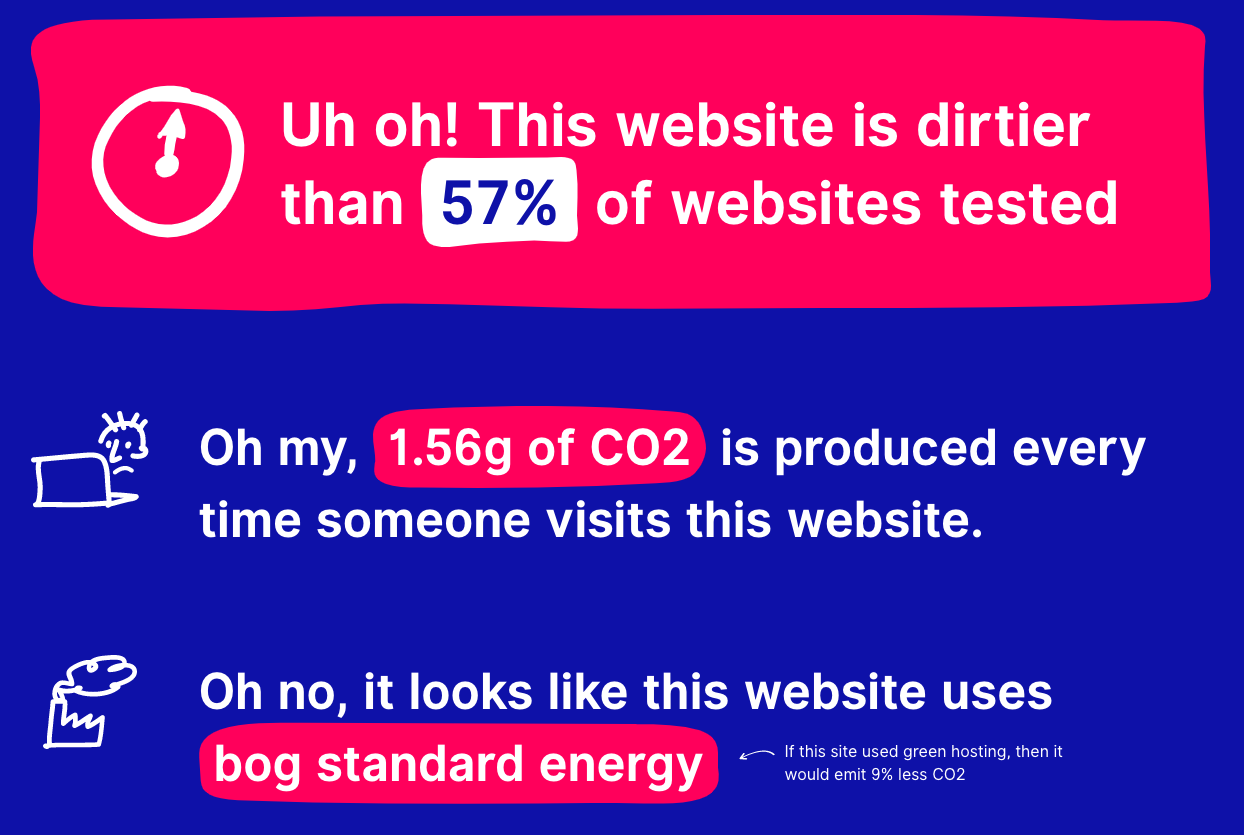 Uh oh! This website is dirtier
than 57% of websites tested
Oh my, 1.56g of CO2 is produced every
time someone visits this website.
Oh no, it looks like this website uses
bog standard energy
If this site used green hosting, then it
would emit 9% less CO2